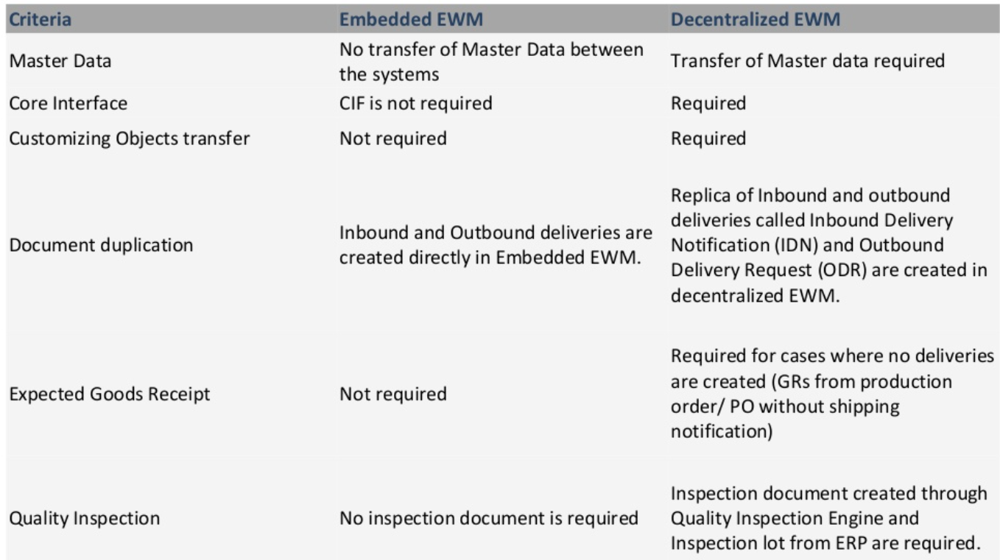 Criteria Embedded EWM Decentralized EWM
Master Data
No transfer of Master Data between
the systems
Transfer of Master data required
Core Interface CIF is not required Required
Customizing Objects transfer Not required Required
Document duplication
Inbound and Outbound deliveries are
created directly in Embedded EWM.
Replica of Inbound and outbound
deliveries called Inbound Delivery
Notification (IDN) and Outbound
Delivery Request (ODR) are created in
decentralized EWM.
Expected Goods Receipt Not required
Required for cases where no deliveries
are created (GRs from production
order/ PO without shipping
notification)
Quality Inspection No inspection document is required
Inspection document created through
Quality Inspection Engine and
Inspection lot from ERP are required.